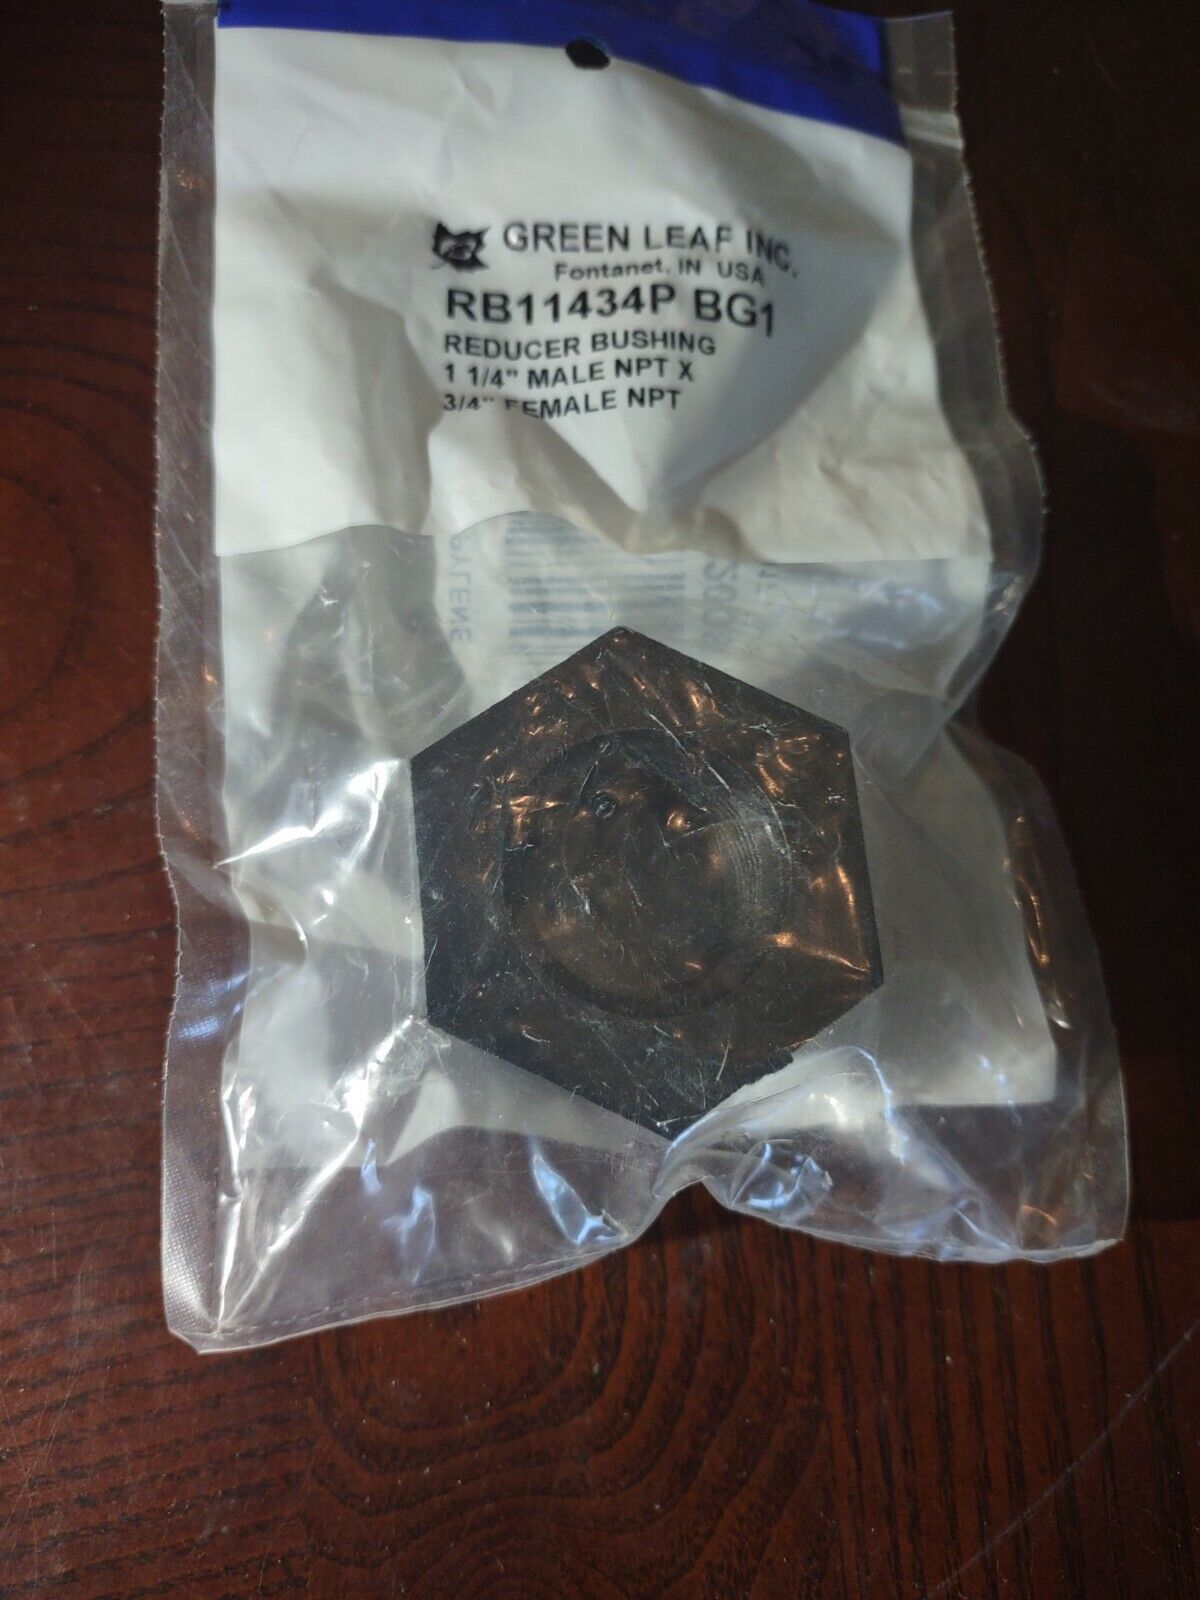 GREEN LEAF INC.
Fontanet, IN USA
RB11434P BG1
REDUCER BUSHING
1 1/4" MALE NPT X
3/4" FEMALE NPT